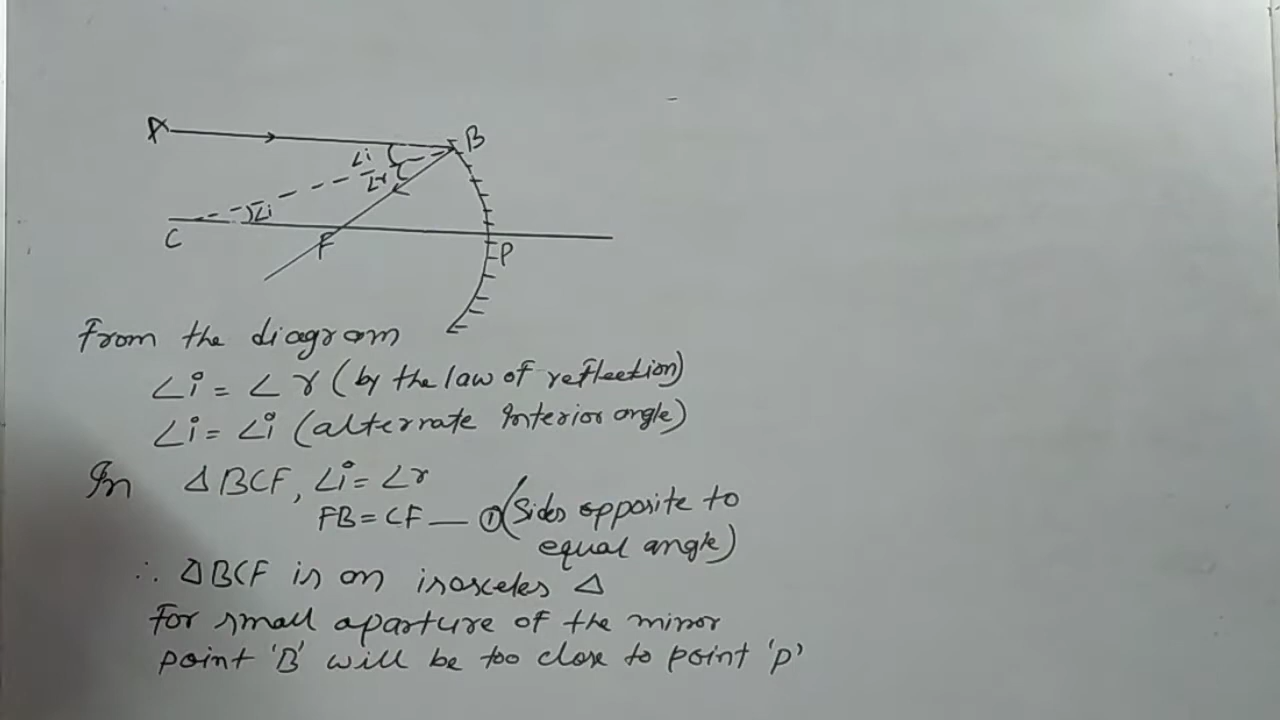 A
B
∠i
∠r
∠i
C
F
P
From the diagram
∠i = ∠r (by the law of reflection)
∠i = ∠i (alternate interior angle)
In ΔBCF, ∠i = ∠r
FB = CF — ① (Sides opposite to
equal angle)
∴ ΔBCF is an isosceles Δ
For small aparture of the mirror
point 'B' will be too close to point 'p'